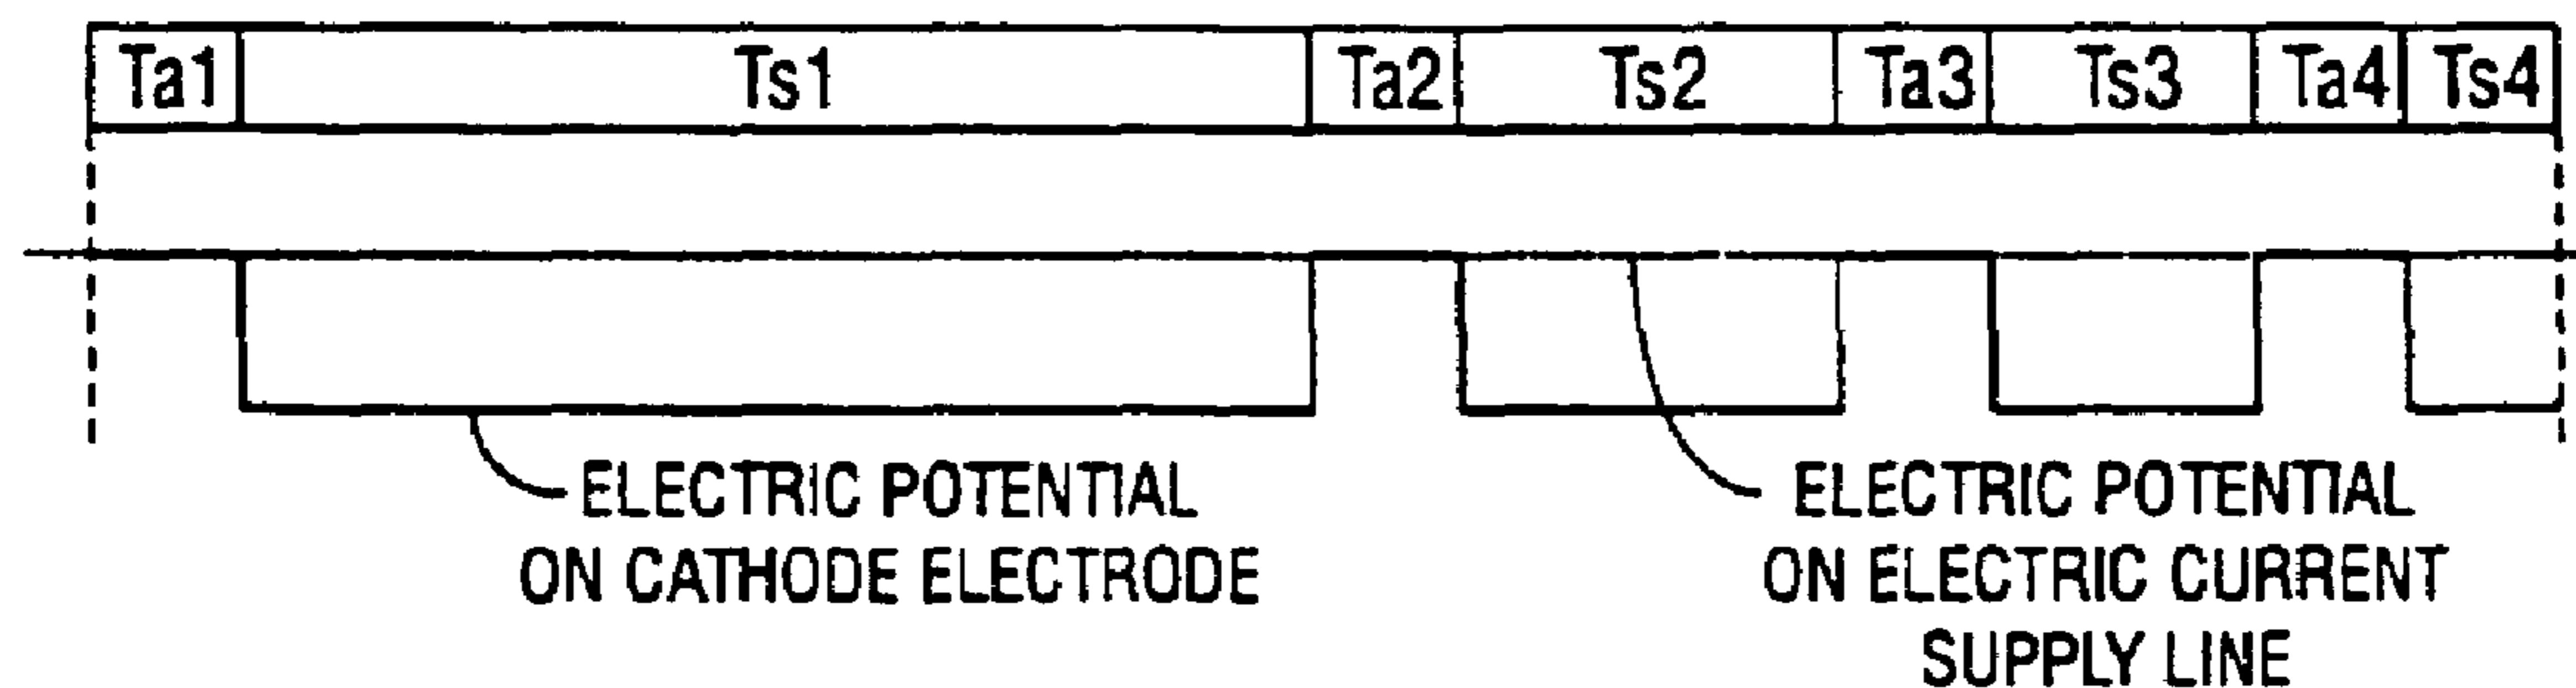 Ta1 Ts1 Ta2 Ts2 Ta3 Ts3 Ta4 Ts4
ELECTRIC POTENTIAL
ON CATHODE ELECTRODE
ELECTRIC POTENTIAL
ON ELECTRIC CURRENT
SUPPLY LINE